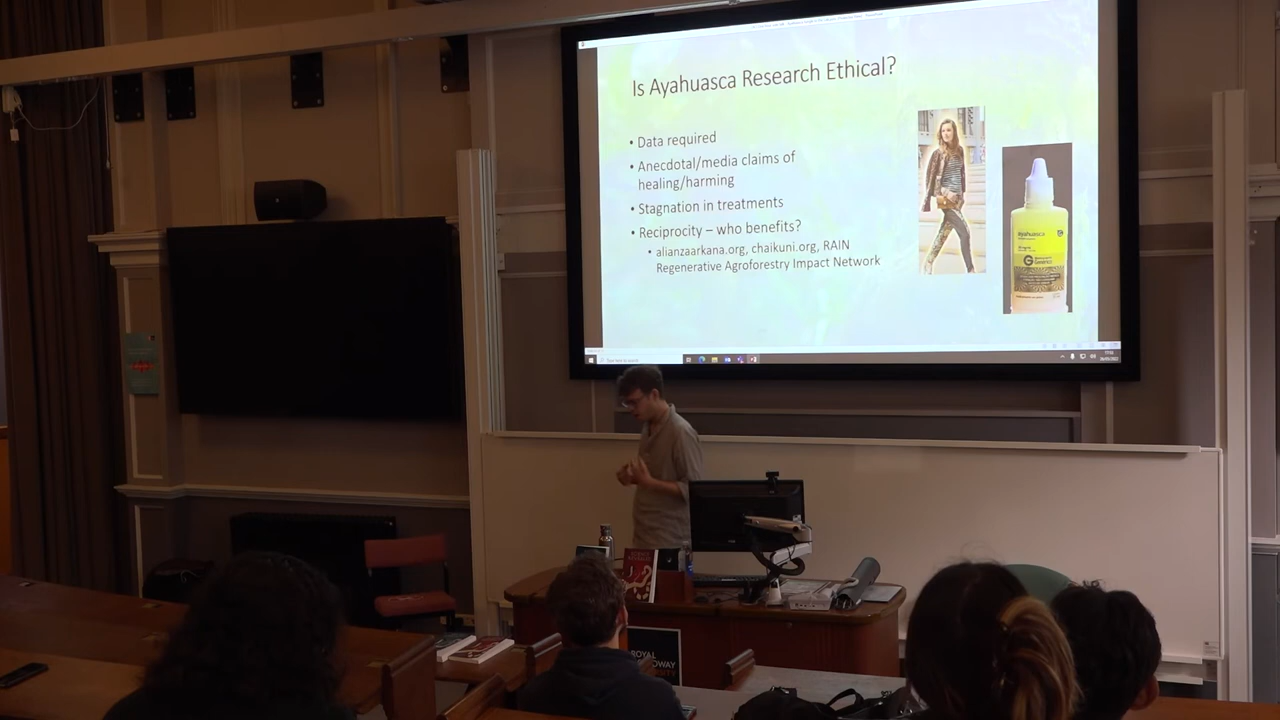 Is Ayahuasca Research Ethical?
• Data required
• Anecdotal/media claims of
healing/harming
• Stagnation in treatments
• Reciprocity – who benefits?
• alianzaarkana.org, chaikuni.org, RAIN
Regenerative Agroforestry Impact Network
ayahuasca
ROYAL